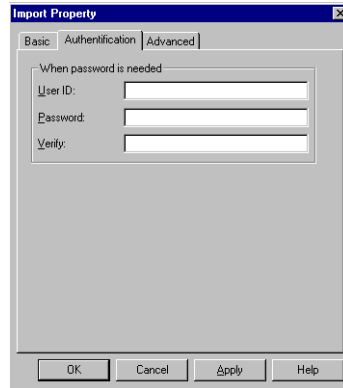 Import Property
Basic Authentification Advanced
When password is needed
User ID:
Password:
Verify:
OK Cancel Apply Help